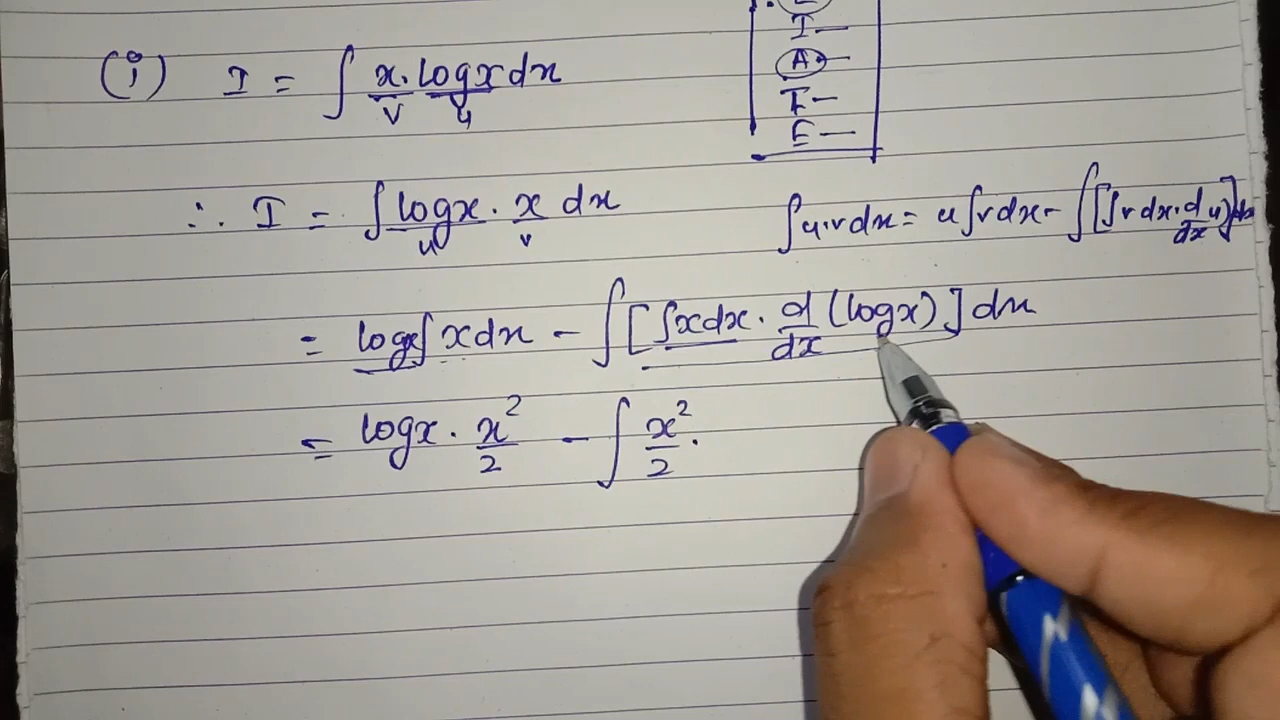 I —
(i) I = ∫ x. logx dx
A —
v u
T —
E —
∴ I = ∫ logx . x dx
u v
∫u.v dx = u∫v dx - ∫[∫v dx. d/dx u] dx
= logx∫x dx - ∫[∫x dx . d/dx (logx)] dx
= logx . x²/2 - ∫ x²/2 .